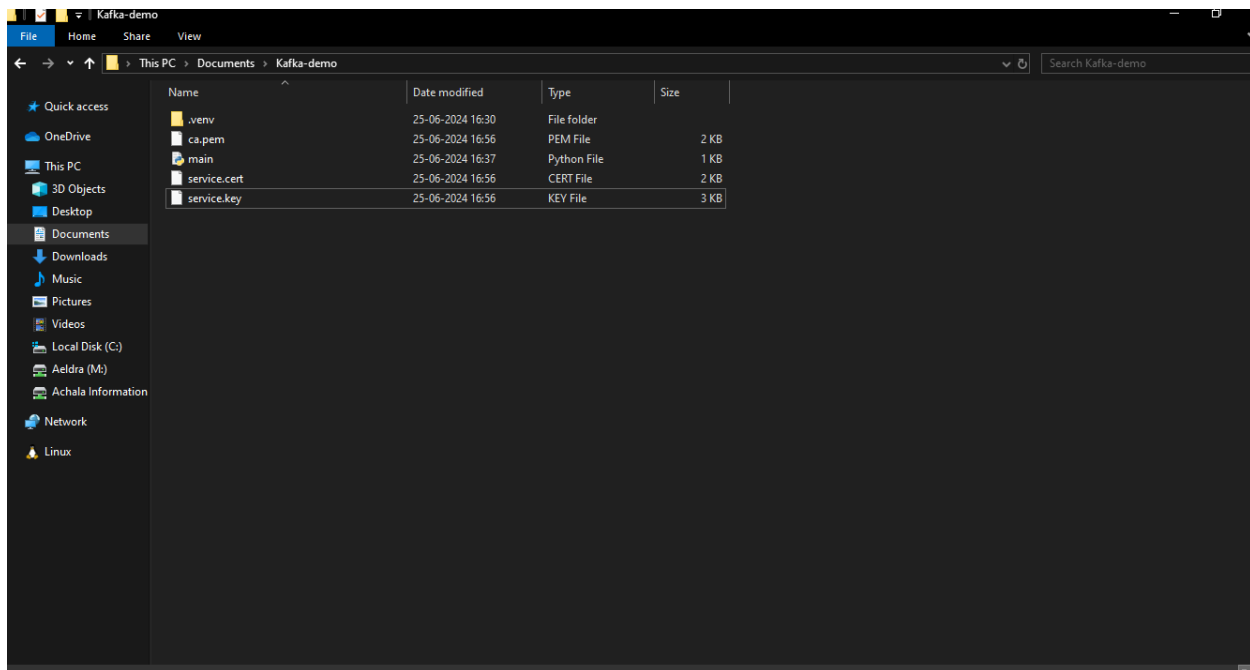 Kafka-demo
File Home Share View
This PC > Documents > Kafka-demo
Search Kafka-demo
Name Date modified Type Size
.venv 25-06-2024 16:30 File folder
ca.pem 25-06-2024 16:56 PEM File 2 KB
main 25-06-2024 16:37 Python File 1 KB
service.cert 25-06-2024 16:56 CERT File 2 KB
service.key 25-06-2024 16:56 KEY File 3 KB
Quick access
OneDrive
This PC
3D Objects
Desktop
Documents
Downloads
Music
Pictures
Videos
Local Disk (C:)
Aeldra (M:)
Achala Information
Network
Linux